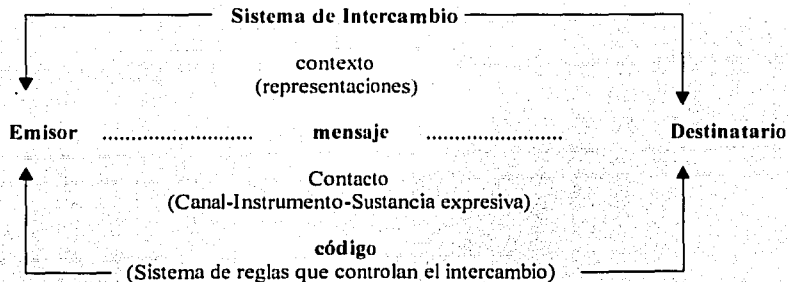 Sistema de Intercambio
contexto
(representaciones)
Emisor ......................... mensaje ....................... Destinatario
Contacto
(Canal-Instrumento-Sustancia expresiva)
código
(Sistema de reglas que controlan el intercambio)